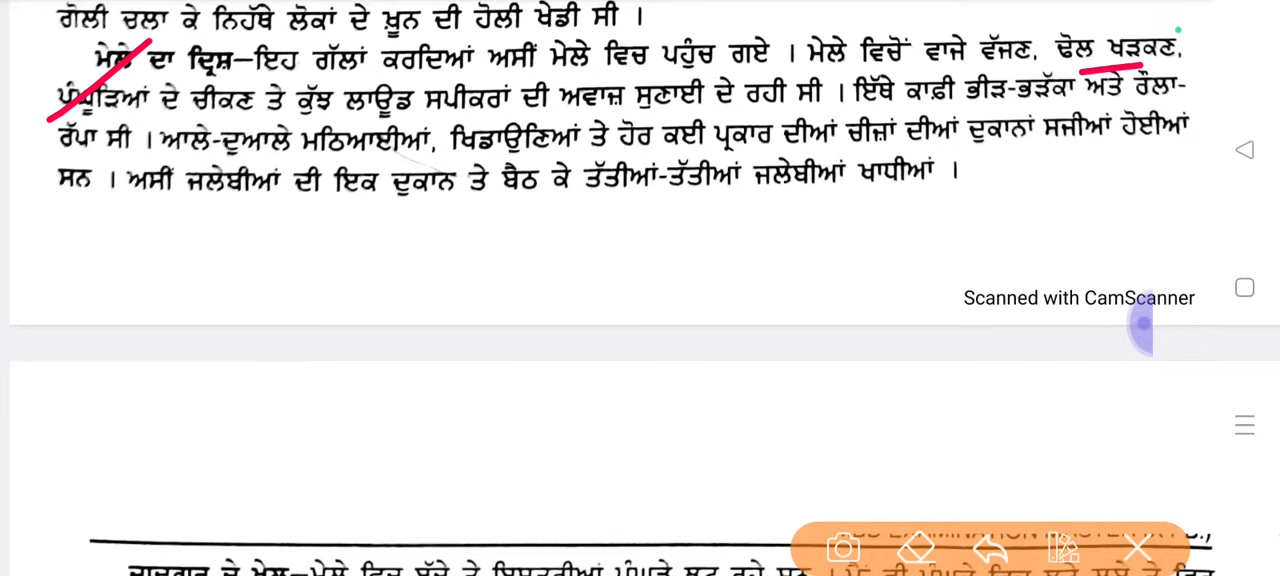 ਗੋਲੀ ਚਲਾ ਕੇ ਨਿਹੱਥੇ ਲੋਕਾਂ ਦੇ ਖ਼ੂਨ ਦੀ ਹੋਲੀ ਖੇਡੀ ਸੀ ।
ਮੇਲੇ ਦਾ ਦ੍ਰਿਸ਼—ਇਹ ਗੱਲਾਂ ਕਰਦਿਆਂ ਅਸੀਂ ਮੇਲੇ ਵਿਚ ਪਹੁੰਚ ਗਏ । ਮੇਲੇ ਵਿਚੋਂ ਵਾਜੇ ਵੱਜਣ, ਢੋਲ ਖੜਕਣ,
ਪੰਘੂੜਿਆਂ ਦੇ ਚੀਕਣ ਤੇ ਕੁੱਝ ਲਾਊਡ ਸਪੀਕਰਾਂ ਦੀ ਅਵਾਜ਼ ਸੁਣਾਈ ਦੇ ਰਹੀ ਸੀ । ਇੱਥੇ ਕਾਫ਼ੀ ਭੀੜ-ਭੜੱਕਾ ਅਤੇ ਰੌਲਾ-
ਰੱਪਾ ਸੀ । ਆਲੇ-ਦੁਆਲੇ ਮਠਿਆਈਆਂ, ਖਿਡਾਉਣਿਆਂ ਤੇ ਹੋਰ ਕਈ ਪ੍ਰਕਾਰ ਦੀਆਂ ਚੀਜ਼ਾਂ ਦੀਆਂ ਦੁਕਾਨਾਂ ਸਜੀਆਂ ਹੋਈਆਂ
ਸਨ । ਅਸੀਂ ਜਲੇਬੀਆਂ ਦੀ ਇਕ ਦੁਕਾਨ ਤੇ ਬੈਠ ਕੇ ਤੱਤੀਆਂ-ਤੱਤੀਆਂ ਜਲੇਬੀਆਂ ਖਾਧੀਆਂ ।
Scanned with CamScanner